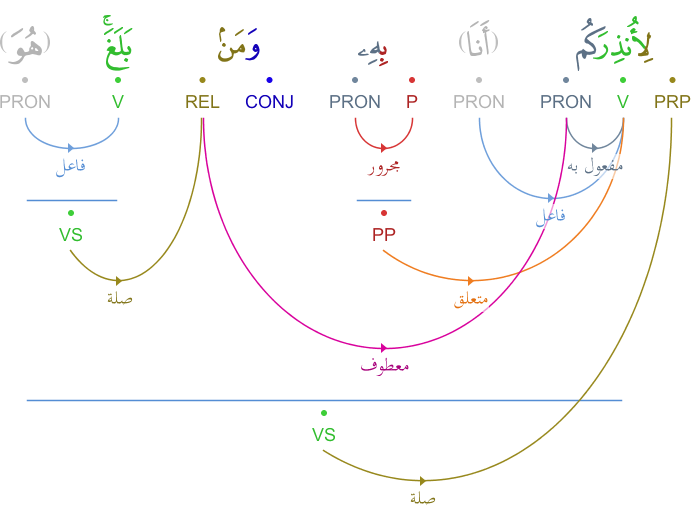 لِأُنذِرَكُم (أَنَا) بِهِۦ وَمَنۢ بَلَغَۚ (هُوَ)
PRP V PRON PRON P PRON CONJ REL V PRON
مفعول به
مجرور
فاعل
فاعل
VS
PP
متعلق
صلة
معطوف
VS
صلة